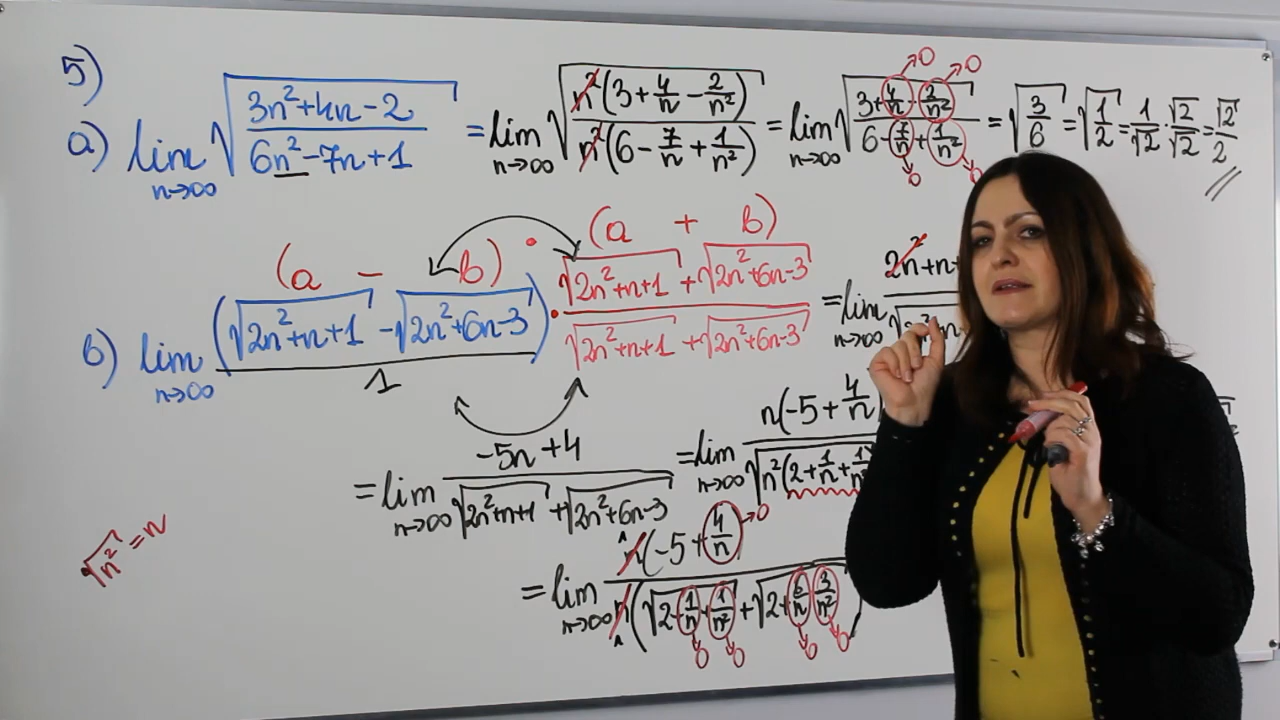 5)
a) lim n→∞ √((3n²+4n-2)/(6n²-7n+1)) = lim n→∞ √(n²(3+4/n-2/n²)/n²(6-7/n+1/n²)) = lim n→∞ √((3+4/n-2/n²)/(6-7/n+1/n²)) = √(3/6) = √(1/2) = 1/√2 · √2/√2 = √2/2
→0 →0
→0 →0
(a - b) · (a + b)
б) lim n→∞ (√(2n²+n+1) - √(2n²+6n-3))/1 · (√(2n²+n+1) + √(2n²+6n-3))/(√(2n²+n+1) + √(2n²+6n-3)) = lim n→∞
= lim n→∞ (-5n+4)/(√(2n²+n+1) + √(2n²+6n-3)) = lim n→∞ n(-5+4/n) / √(n²(2+1/n+1/n²
√n² = n
= lim n→∞ n(-5+4/n)/n(√(2+1/n+1/n²) + √(2+6/n-3/n²))
→0
→0 →0 →0 →0